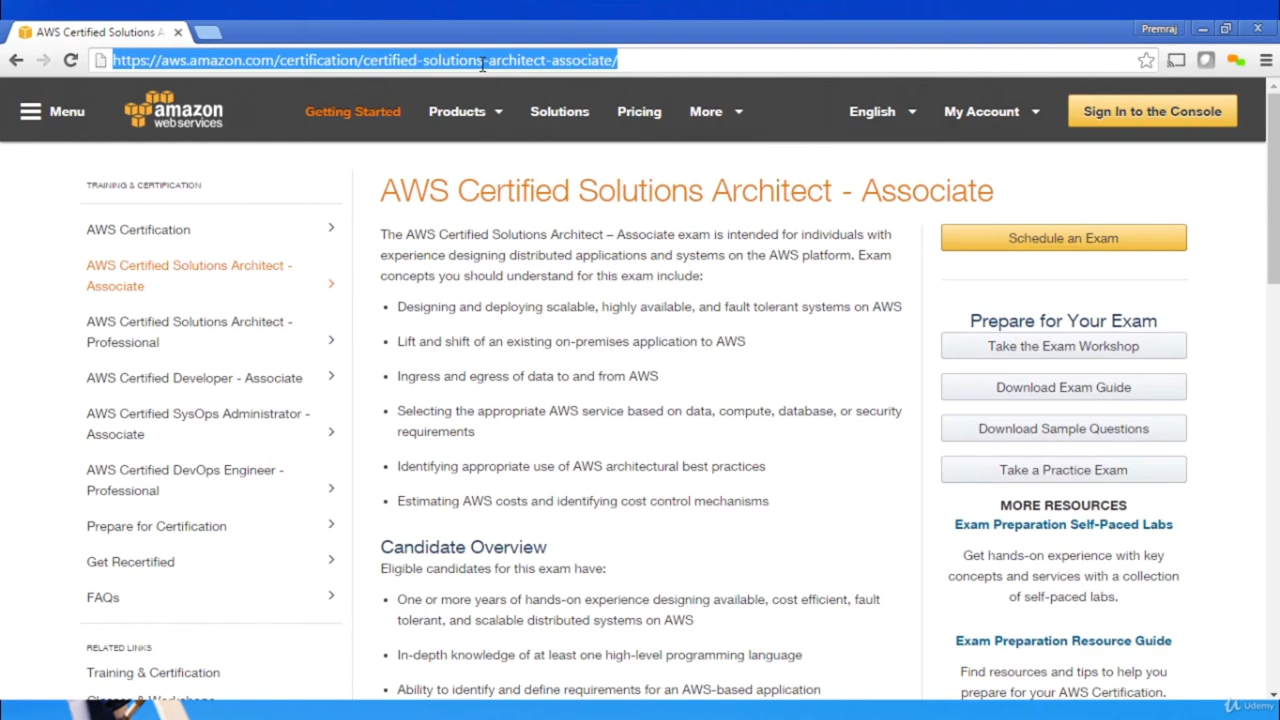 AWS Certified Solutions A
Premraj
https://aws.amazon.com/certification/certified-solutions-architect-associate/
Menu
amazon
web services
Getting Started
Products
Solutions
Pricing
More
English
My Account
Sign In to the Console
TRAINING & CERTIFICATION
AWS Certification
AWS Certified Solutions Architect -
Associate
AWS Certified Solutions Architect -
Professional
AWS Certified Developer - Associate
AWS Certified SysOps Administrator -
Associate
AWS Certified DevOps Engineer -
Professional
Prepare for Certification
Get Recertified
FAQs
RELATED LINKS
Training & Certification
AWS Certified Solutions Architect - Associate
The AWS Certified Solutions Architect – Associate exam is intended for individuals with
experience designing distributed applications and systems on the AWS platform. Exam
concepts you should understand for this exam include:
• Designing and deploying scalable, highly available, and fault tolerant systems on AWS
• Lift and shift of an existing on-premises application to AWS
• Ingress and egress of data to and from AWS
• Selecting the appropriate AWS service based on data, compute, database, or security
requirements
• Identifying appropriate use of AWS architectural best practices
• Estimating AWS costs and identifying cost control mechanisms
Candidate Overview
Eligible candidates for this exam have:
• One or more years of hands-on experience designing available, cost efficient, fault
tolerant, and scalable distributed systems on AWS
• In-depth knowledge of at least one high-level programming language
• Ability to identify and define requirements for an AWS-based application
Schedule an Exam
Prepare for Your Exam
Take the Exam Workshop
Download Exam Guide
Download Sample Questions
Take a Practice Exam
MORE RESOURCES
Exam Preparation Self-Paced Labs
Get hands-on experience with key
concepts and services with a collection
of self-paced labs.
Exam Preparation Resource Guide
Find resources and tips to help you
prepare for your AWS Certification.
Udemy